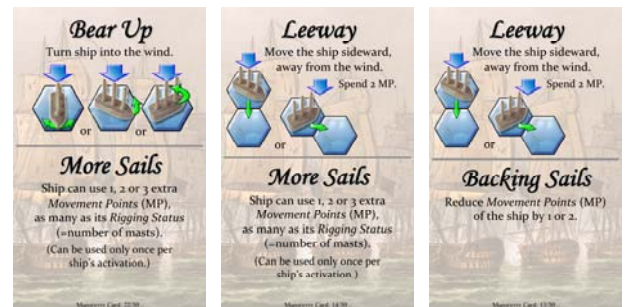 Bear Up
Turn ship into the wind.
or
or
More Sails
Ship can use 1, 2 or 3 extra
Movement Points (MP),
as many as its Rigging Status
(=number of masts).
(Can be used only once per
ship's activation.)
Leeway
Move the ship sideward,
away from the wind.
Spend 2 MP.
or
More Sails
Ship can use 1, 2 or 3 extra
Movement Points (MP),
as many as its Rigging Status
(=number of masts).
(Can be used only once per
ship's activation.)
Leeway
Move the ship sideward,
away from the wind.
Spend 2 MP.
or
Backing Sails
Reduce Movement Points (MP)
of the ship by 1 or 2.